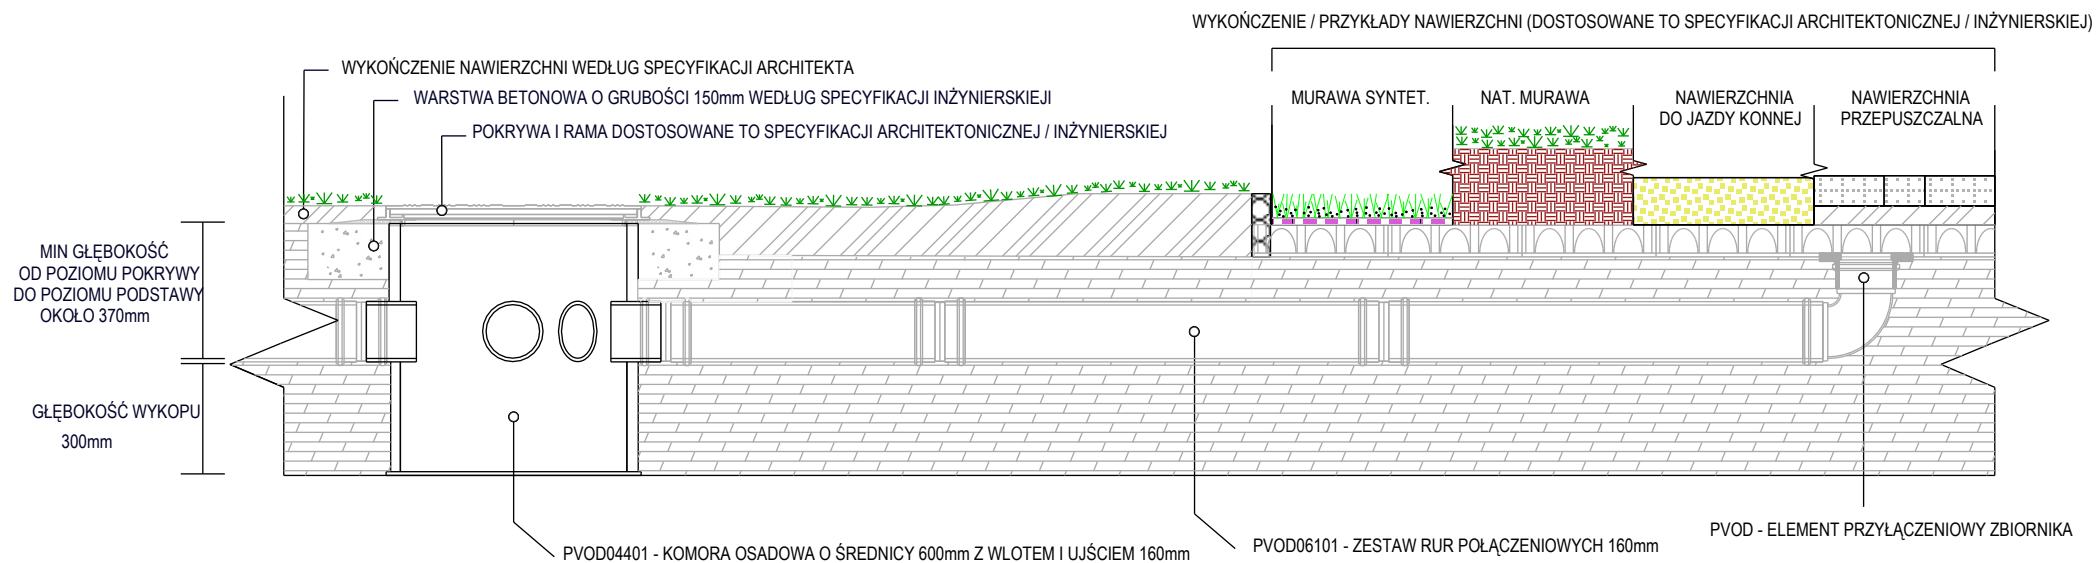 WYKOŃCZENIE / PRZYKŁADY NAWIERZCHNI (DOSTOSOWANE TO SPECYFIKACJI ARCHITEKTONICZNEJ / INŻYNIERSKIEJ)
WYKOŃCZENIE NAWIERZCHNI WEDŁUG SPECYFIKACJI ARCHITEKTA
WARSTWA BETONOWA O GRUBOŚCI 150mm WEDŁUG SPECYFIKACJI INŻYNIERSKIEJI
POKRYWA I RAMA DOSTOSOWANE TO SPECYFIKACJI ARCHITEKTONICZNEJ / INŻYNIERSKIEJ
MURAWA SYNTET.
NAT. MURAWA
NAWIERZCHNIA
DO JAZDY KONNEJ
NAWIERZCHNIA
PRZEPUSZCZALNA
MIN GŁĘBOKOŚĆ
OD POZIOMU POKRYWY
DO POZIOMU PODSTAWY
OKOŁO 370mm
GŁĘBOKOŚĆ WYKOPU
300mm
PVOD04401 - KOMORA OSADOWA O ŚREDNICY 600mm Z WLOTEM I UJŚCIEM 160mm
PVOD06101 - ZESTAW RUR POŁĄCZENIOWYCH 160mm
PVOD - ELEMENT PRZYŁĄCZENIOWY ZBIORNIKA